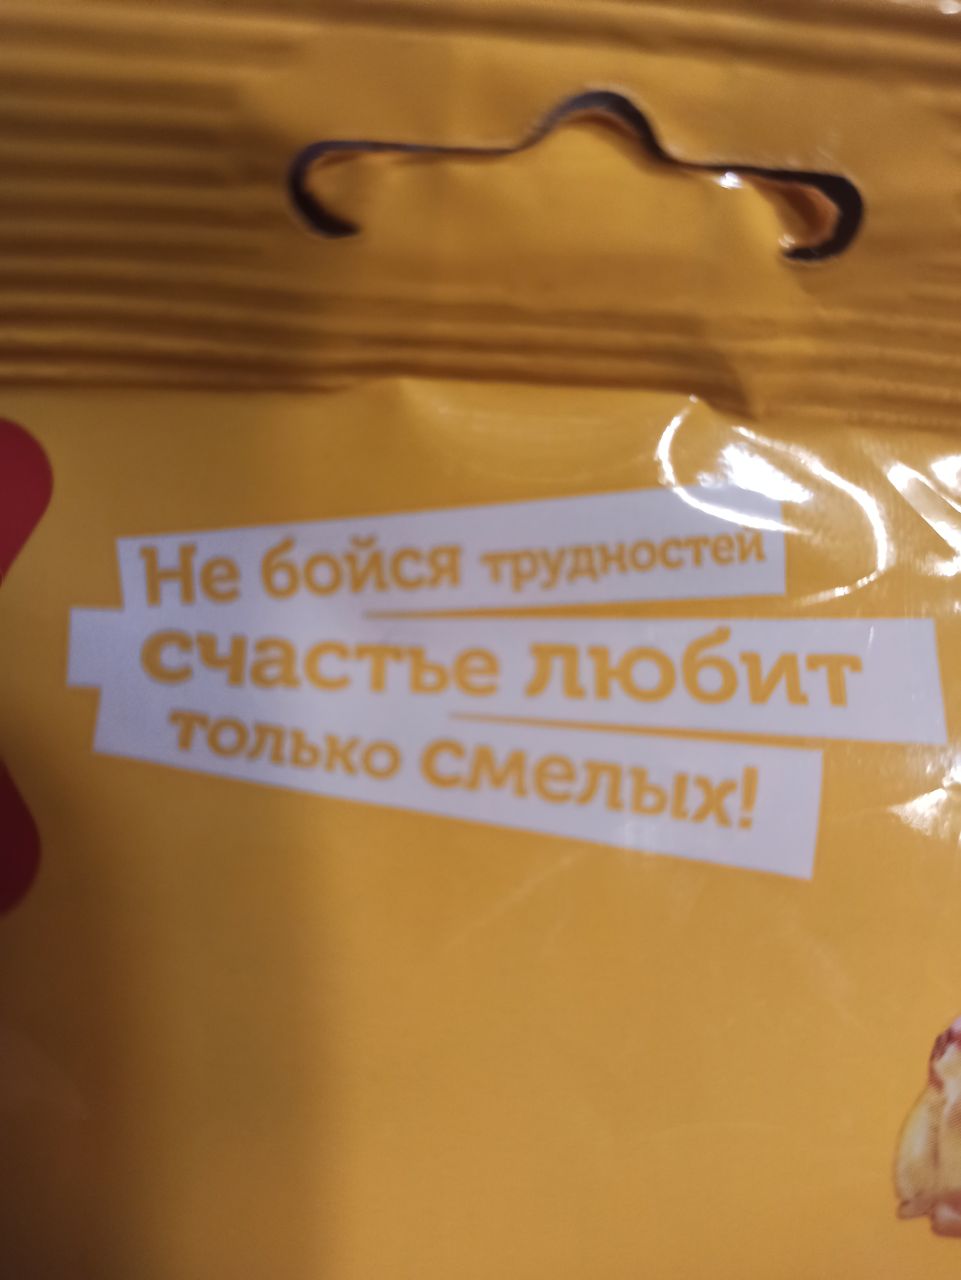 Не бойся трудностей
счастье любит
только смелых!